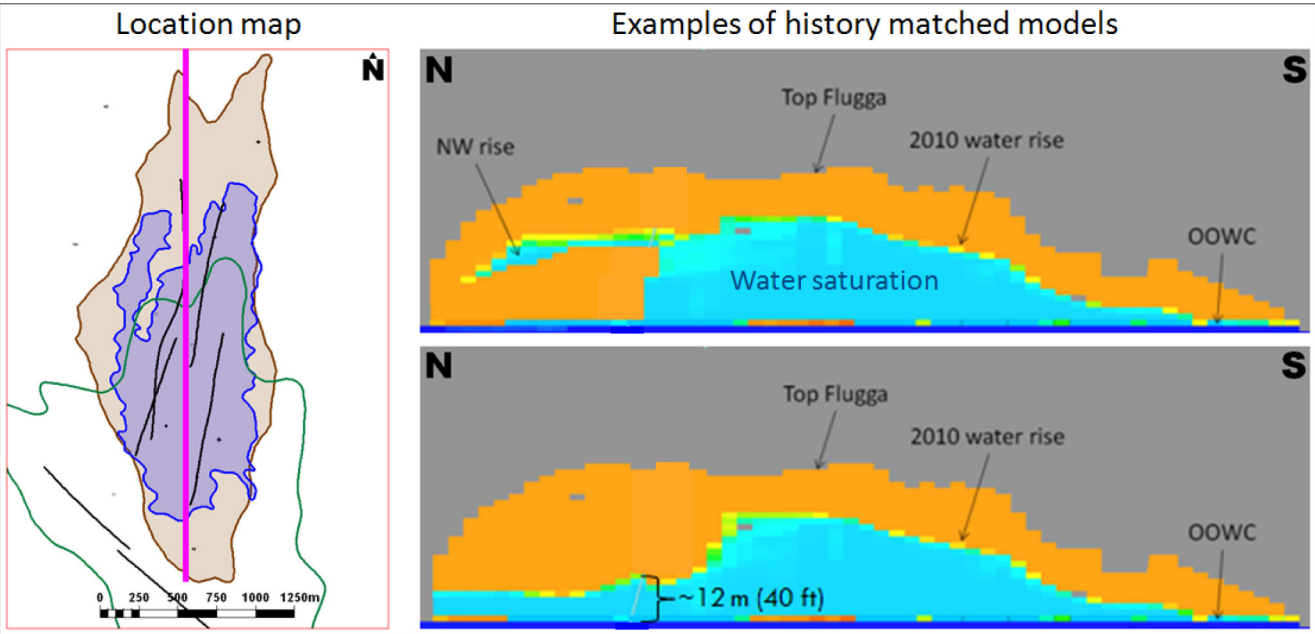 Location map
N
0 250 500 750 1000 1250m
Examples of history matched models
N
S
Top Flugga
NW rise
2010 water rise
OOWC
Water saturation
N
S
Top Flugga
2010 water rise
OOWC
~12 m (40 ft)